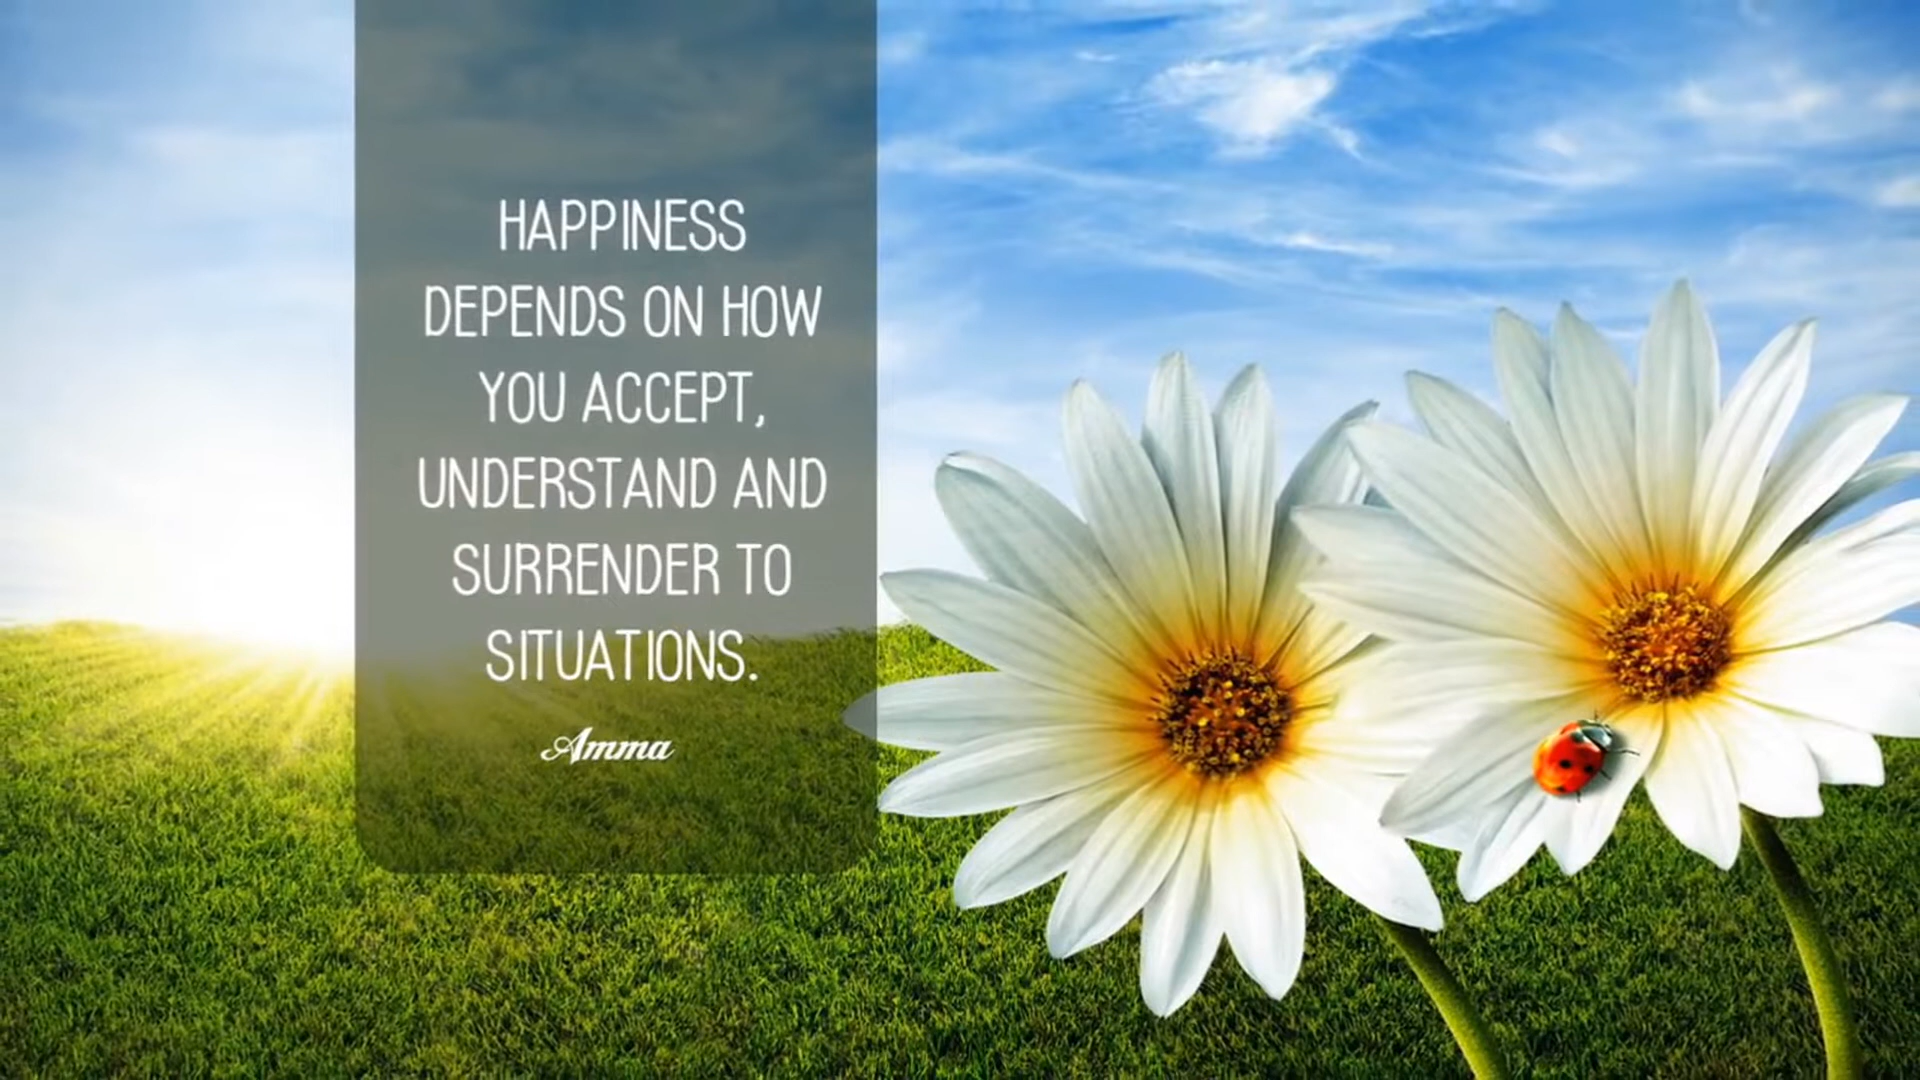 HAPPINESS
DEPENDS ON HOW
YOU ACCEPT,
UNDERSTAND AND
SURRENDER TO
SITUATIONS.
Amma